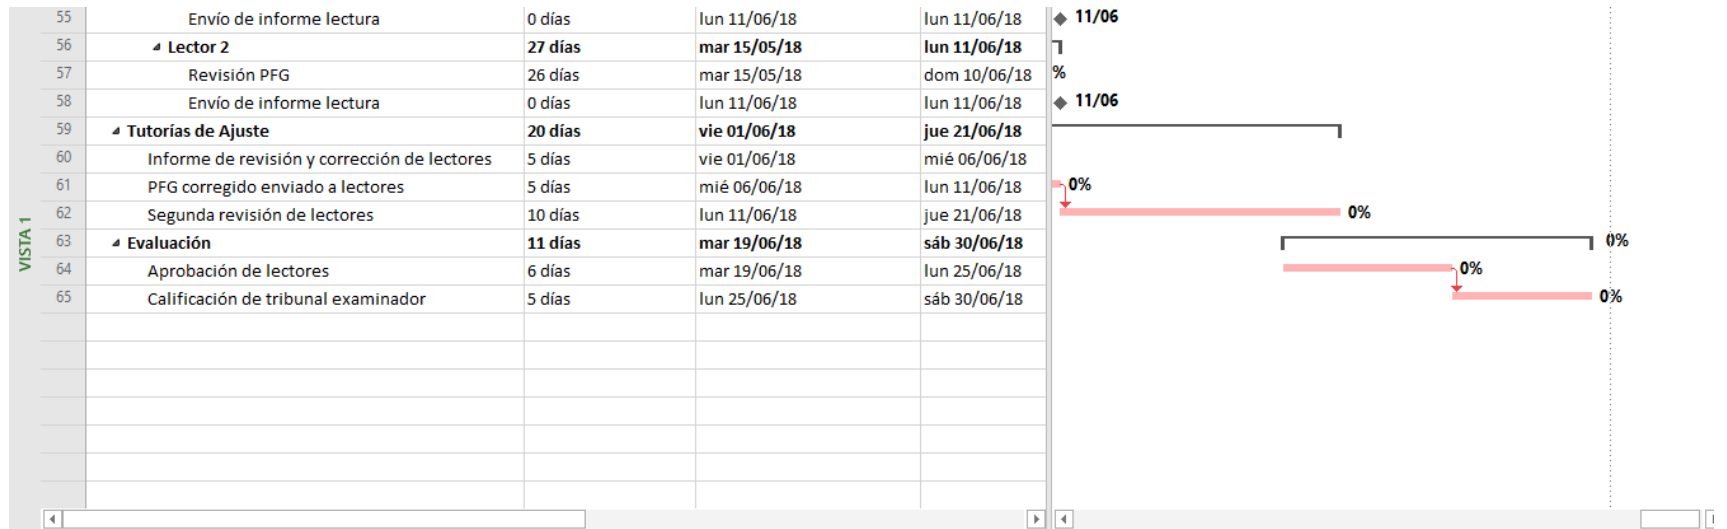 55 Envío de informe lectura 0 días lun 11/06/18 lun 11/06/18 11/06
56 Lector 2 27 días mar 15/05/18 lun 11/06/18
57 Revisión PFG 26 días mar 15/05/18 dom 10/06/18 %
58 Envío de informe lectura 0 días lun 11/06/18 lun 11/06/18 11/06
59 Tutorías de Ajuste 20 días vie 01/06/18 jue 21/06/18
60 Informe de revisión y corrección de lectores 5 días vie 01/06/18 mié 06/06/18
61 PFG corregido enviado a lectores 5 días mié 06/06/18 lun 11/06/18 0%
62 Segunda revisión de lectores 10 días lun 11/06/18 jue 21/06/18 0%
63 Evaluación 11 días mar 19/06/18 sáb 30/06/18 0%
64 Aprobación de lectores 6 días mar 19/06/18 lun 25/06/18 0%
65 Calificación de tribunal examinador 5 días lun 25/06/18 sáb 30/06/18 0%
VISTA 1